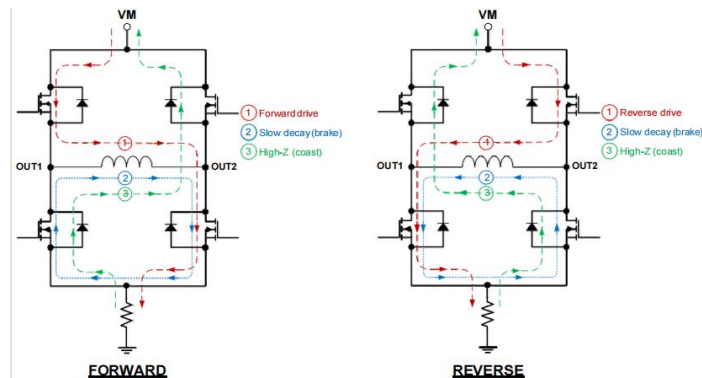 VM
1 Forward drive
2 Slow decay (brake)
3 High-Z (coast)
1
OUT1
OUT2
2
3
FORWARD
VM
1 Reverse drive
2 Slow decay (brake)
3 High-Z (coast)
1
OUT1
OUT2
2
3
REVERSE